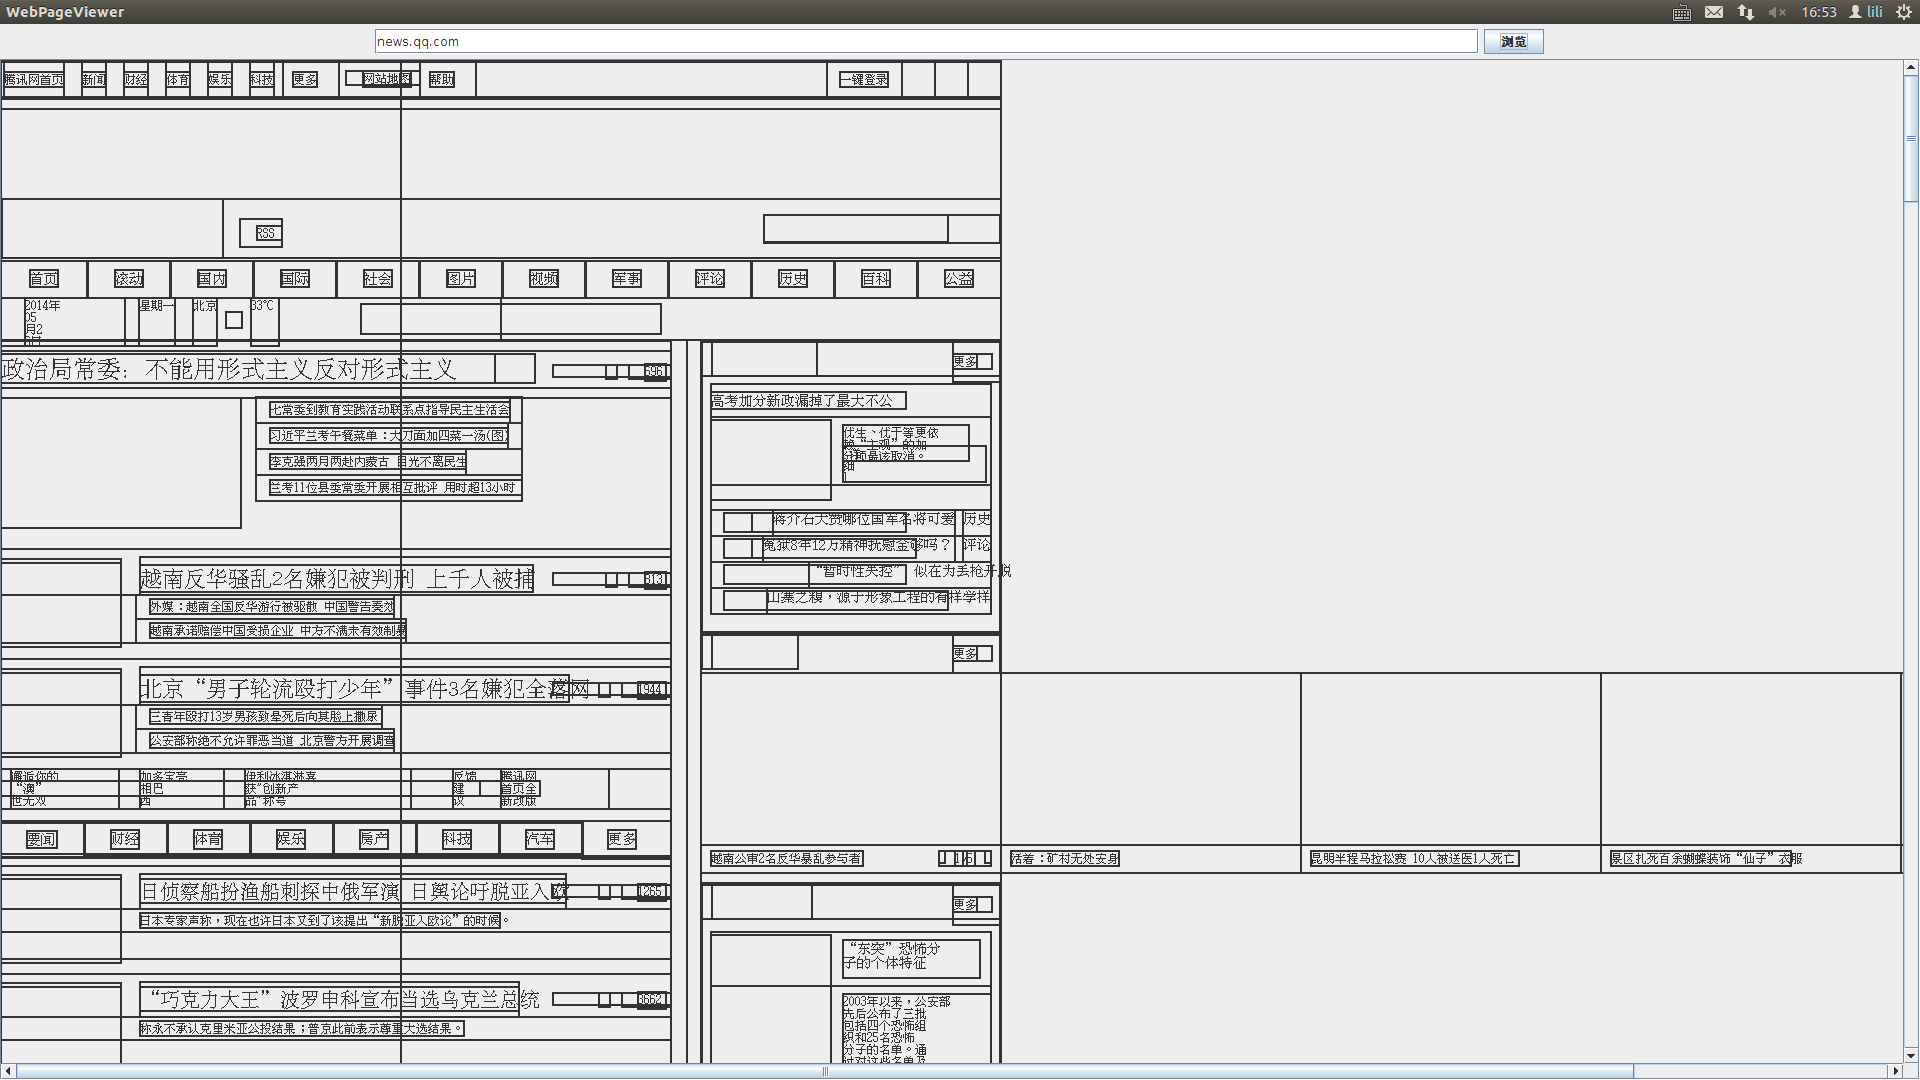 WebPageViewer
16:53 lili
news.qq.com 浏览
腾讯网首页 新闻 财经 体育 娱乐 科技 更多 网站地图 帮助 一键登录
RSS
首页 滚动 国内 国际 社会 图片 视频 军事 评论 历史 百科 公益
2014年
05
月2
星期一 北京 33℃
政治局常委：不能用形式主义反对形式主义 696
七常委到教育实践活动联系点指导民主生活会
习近平兰考午餐菜单：大刀面加四菜一汤(图)
李克强两月两赴内蒙古 目光不离民生
兰考11位县委常委开展相互批评 用时超13小时
越南反华骚乱2名嫌犯被判刑 上千人被捕 813
外媒：越南全国反华游行被驱散 中国警告奏效
越南承诺赔偿中国受损企业 中方不满未有效制暴
北京“男子轮流殴打少年”事件3名嫌犯全落网 1944
三青年殴打13岁男孩致晕死后向其脸上撒尿
公安部称绝不允许罪恶当道 北京警方开展调查
邂逅你的
“演”
世无双
加多宝亮
相巴
西
伊利冰淇淋喜
获"创新产
品"称号
反馈
建
议
腾讯网
首页全
新改版
要闻 财经 体育 娱乐 房产 科技 汽车 更多
日侦察船扮渔船刺探中俄军演 日舆论吁脱亚入欧 1265
日本专家声称，现在也许日本又到了该提出“新脱亚入欧论”的时候。
“巧克力大王”波罗申科宣布当选乌克兰总统 3662
称永不承认克里米亚公投结果；普京此前表示尊重大选结果。
更多
高考加分新政漏掉了最大不公
优生、优干等更依
赖“主观”的加
分项最该取消。
细
蒋介石大赞哪位国军名将可爱 历史
冤狱8年12万精神抚慰金够吗？ 评论
“暂时性失控” 似在为丢枪开脱
山寨之糗，源于形象工程的有样学样
更多
越南公审2名反华暴乱参与者 1/5
活着：矿村无处安身
昆明半程马拉松赛 10人被送医1人死亡
景区扎死百余蝴蝶装饰“仙子”衣服
更多
“东突”恐怖分
子的个体特征
2003年以来，公安部
先后公布了三批
包括四个恐怖组
织和25名恐怖
分子的名单。通
过对这些名单及